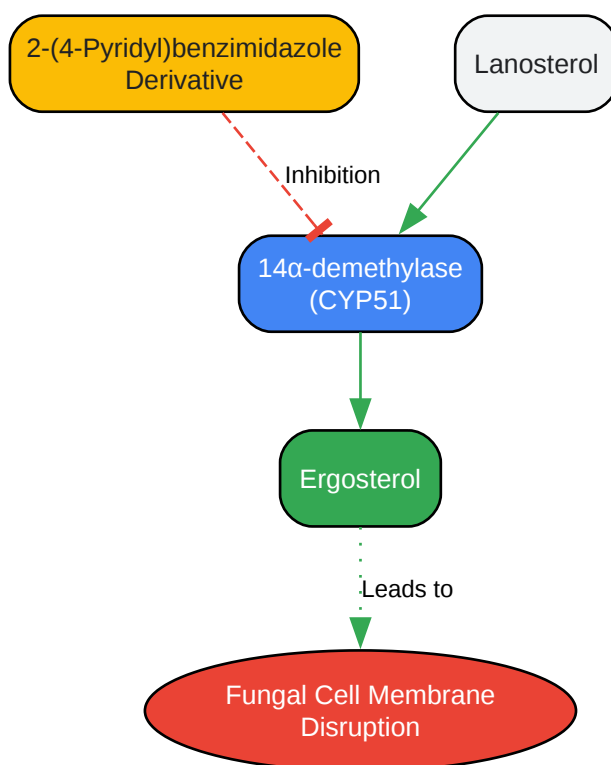 2-(4-Pyridyl)benzimidazole
Derivative
Lanosterol
Inhibition
14α-demethylase
(CYP51)
Ergosterol
Leads to
Fungal Cell Membrane
Disruption